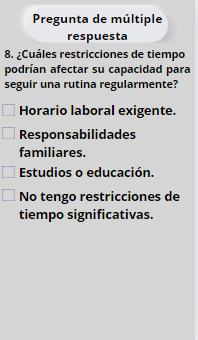 Pregunta de múltiple
respuesta
8. ¿Cuáles restricciones de tiempo
podrían afectar su capacidad para
seguir una rutina regularmente?
Horario laboral exigente.
Responsabilidades
familiares.
Estudios o educación.
No tengo restricciones de
tiempo significativas.